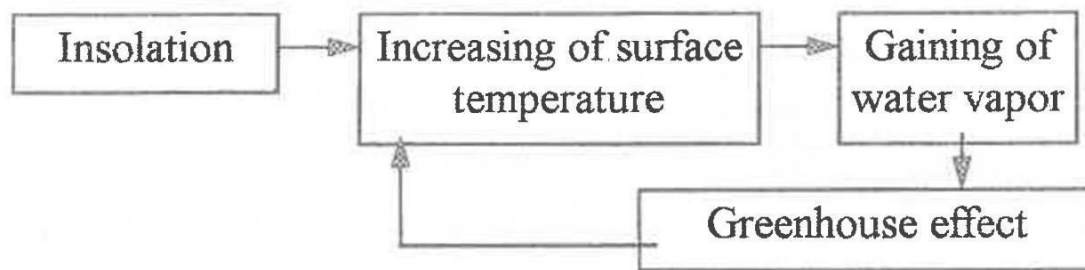 Insolation
Increasing of surface
temperature
Gaining of
water vapor
Greenhouse effect